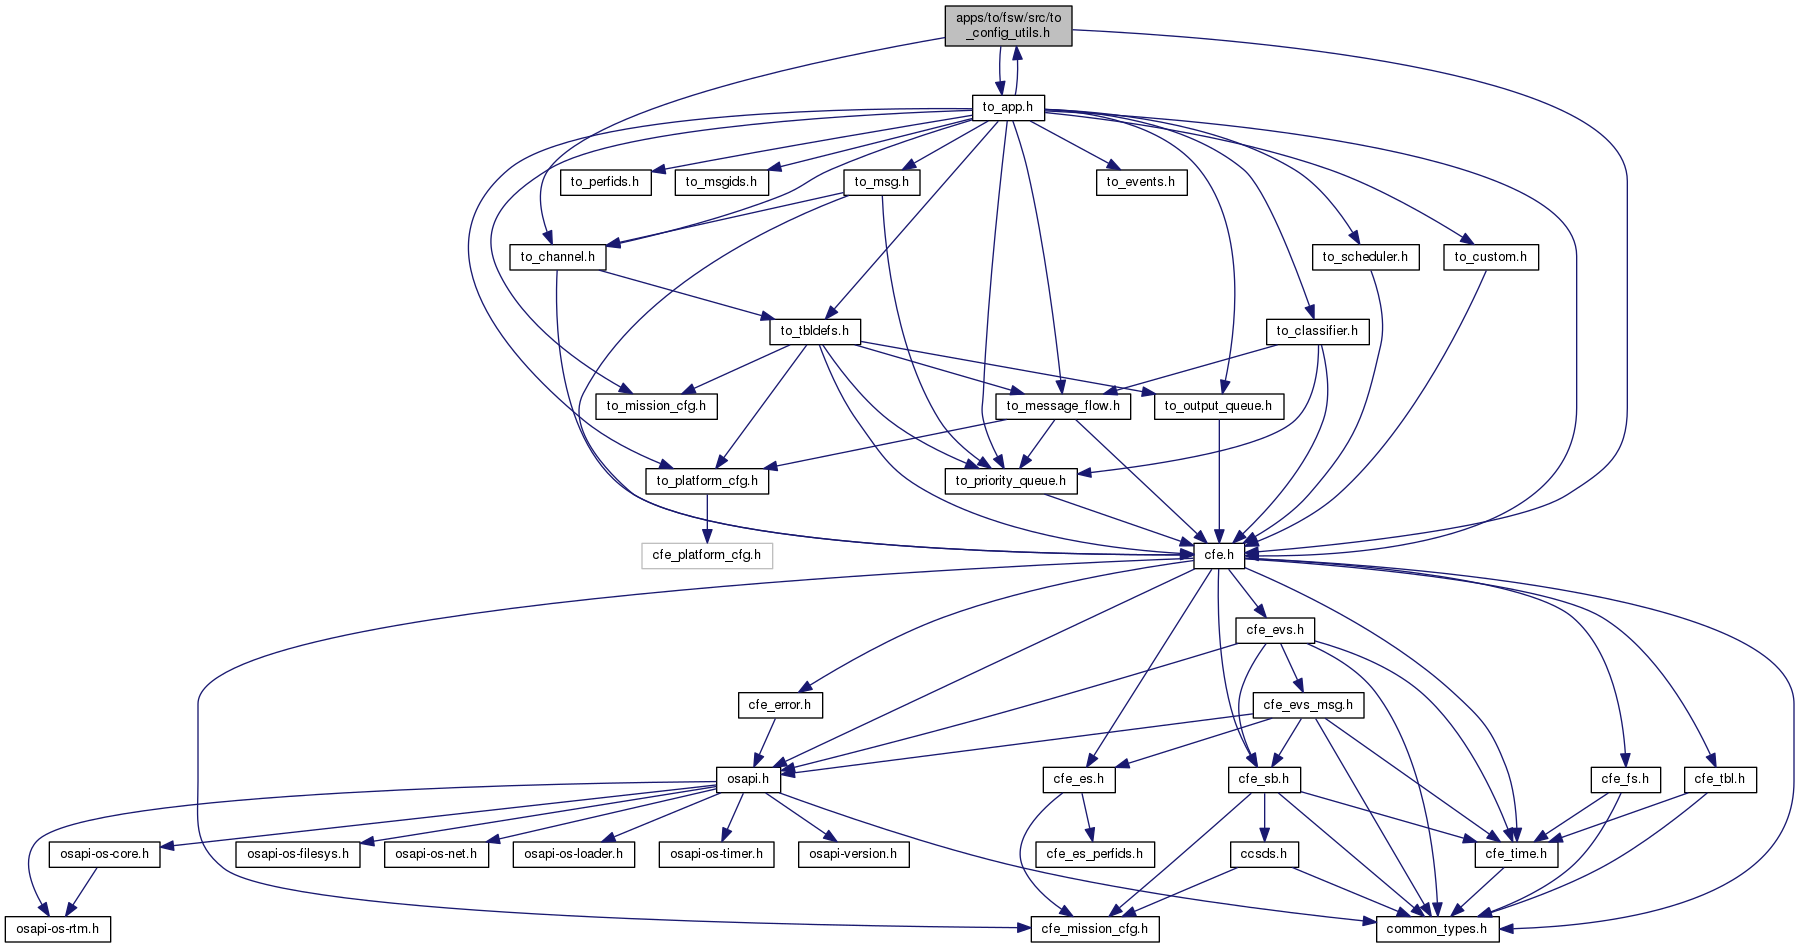 apps/to/fsw/src/to
_config_utils.h
to_app.h
to_perfids.h
to_msgids.h
to_msg.h
to_events.h
to_channel.h
to_scheduler.h
to_custom.h
to_tbldefs.h
to_classifier.h
to_mission_cfg.h
to_message_flow.h
to_output_queue.h
to_platform_cfg.h
to_priority_queue.h
cfe_platform_cfg.h
cfe.h
cfe_evs.h
cfe_error.h
cfe_evs_msg.h
osapi.h
cfe_es.h
cfe_sb.h
cfe_fs.h
cfe_tbl.h
osapi-os-core.h
osapi-os-filesys.h
osapi-os-net.h
osapi-os-loader.h
osapi-os-timer.h
osapi-version.h
cfe_es_perfids.h
ccsds.h
cfe_time.h
osapi-os-rtm.h
cfe_mission_cfg.h
common_types.h